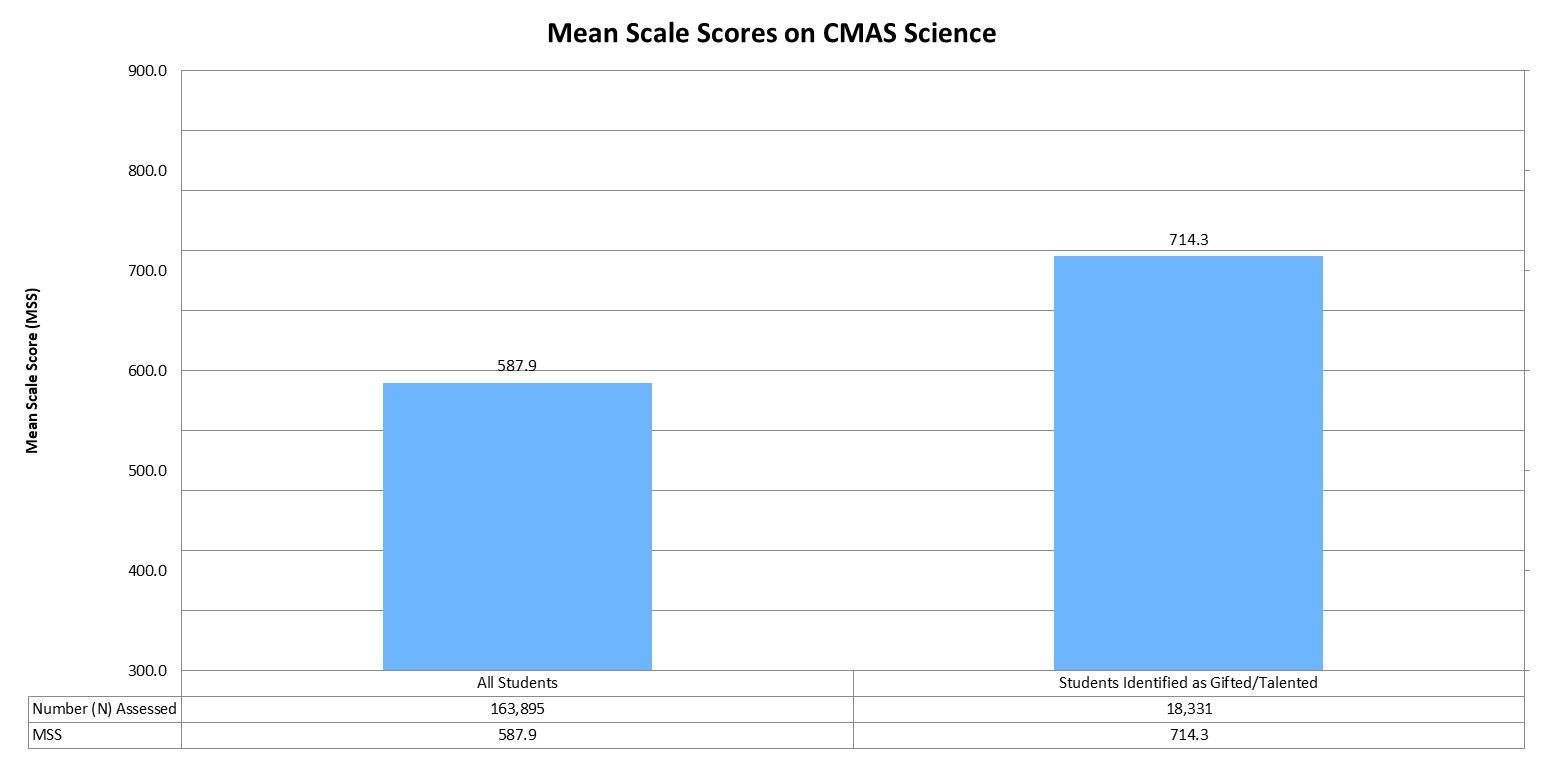 Mean Scale Scores on CMAS Science
900.0
800.0
700.0
600.0
500.0
400.0
300.0
Mean Scale Score (MSS)
587.9
714.3
All Students Students Identified as Gifted/Talented
Number (N) Assessed 163,895 18,331
MSS 587.9 714.3